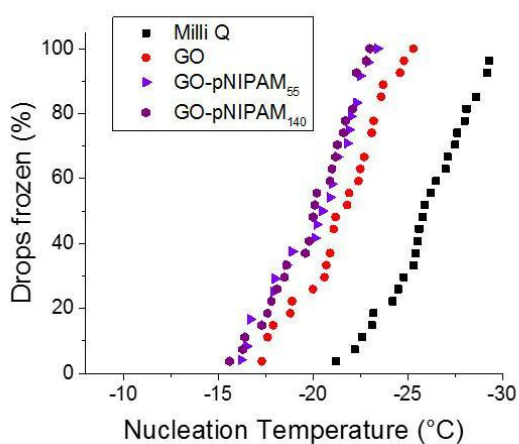 Milli Q
GO
GO-pNIPAM₅₅
GO-pNIPAM₁₄₀
100
80
60
40
20
0
Drops frozen (%)
-10
-15
-20
-25
-30
Nucleation Temperature (°C)